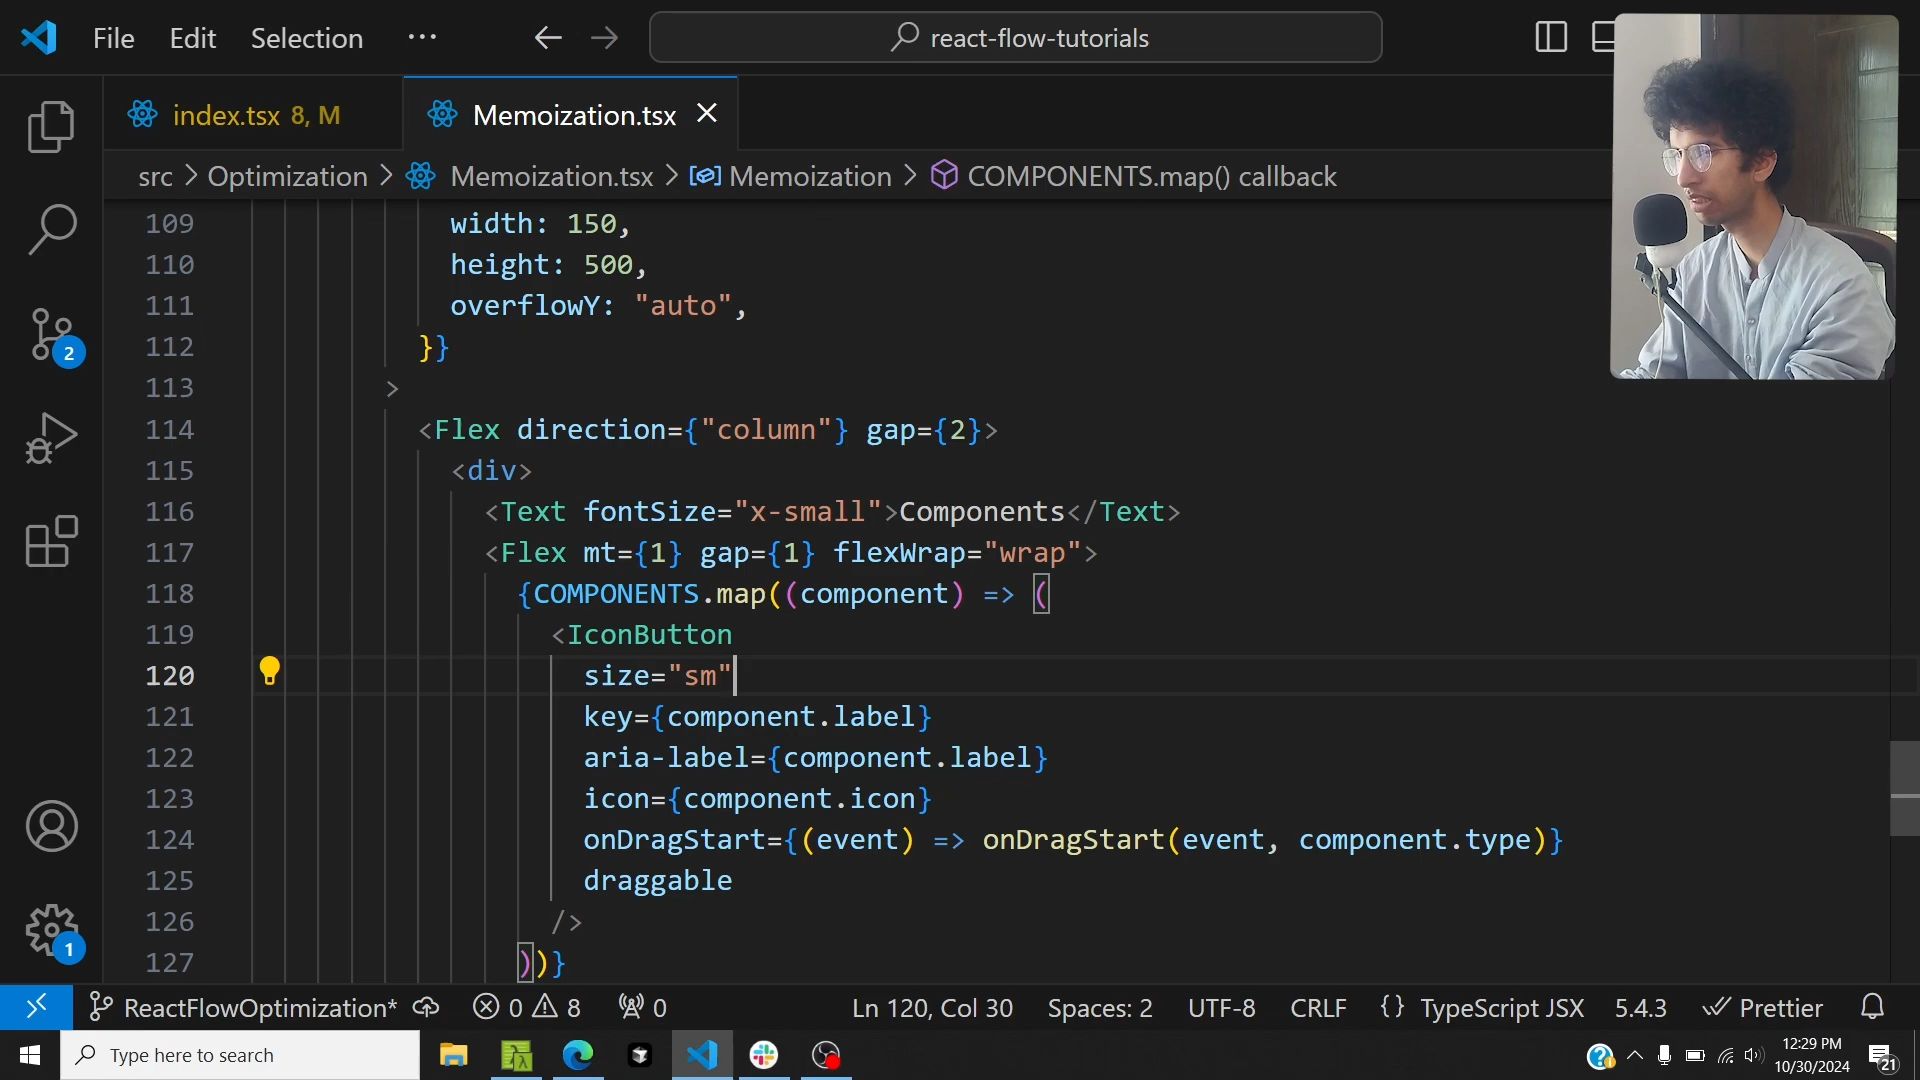 File Edit Selection ··· react-flow-tutorials
index.tsx 8, M Memoization.tsx
src > Optimization > Memoization.tsx > Memoization > COMPONENTS.map() callback
109 width: 150,
110 height: 500,
111 overflowY: "auto",
112 }}
113 >
114 <Flex direction={"column"} gap={2}>
115 <div>
116 <Text fontSize="x-small">Components</Text>
117 <Flex mt={1} gap={1} flexWrap="wrap">
118 {COMPONENTS.map((component) => (
119 <IconButton
120 size="sm"
121 key={component.label}
122 aria-label={component.label}
123 icon={component.icon}
124 onDragStart={(event) => onDragStart(event, component.type)}
125 draggable
126 />
127 ))}
2
1
ReactFlowOptimization* 0 8 0 Ln 120, Col 30 Spaces: 2 UTF-8 CRLF {} TypeScript JSX 5.4.3 Prettier
Type here to search
12:29 PM
10/30/2024
21